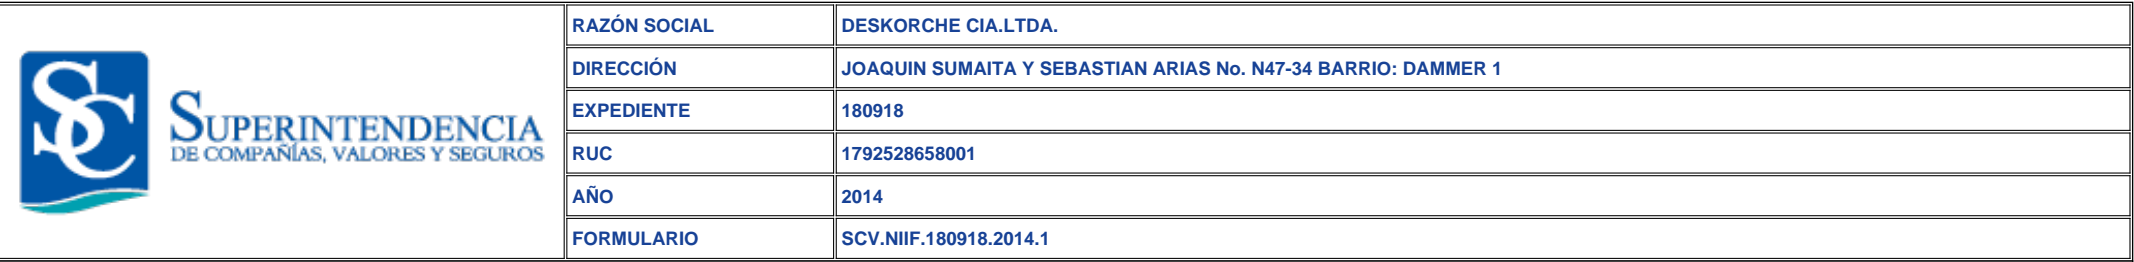 SC
SUPERINTENDENCIA
DE COMPAÑÍAS, VALORES Y SEGUROS
RAZÓN SOCIAL DESKORCHE CIA.LTDA.
DIRECCIÓN JOAQUIN SUMAITA Y SEBASTIAN ARIAS No. N47-34 BARRIO: DAMMER 1
EXPEDIENTE 180918
RUC 1792528658001
AÑO 2014
FORMULARIO SCV.NIIF.180918.2014.1